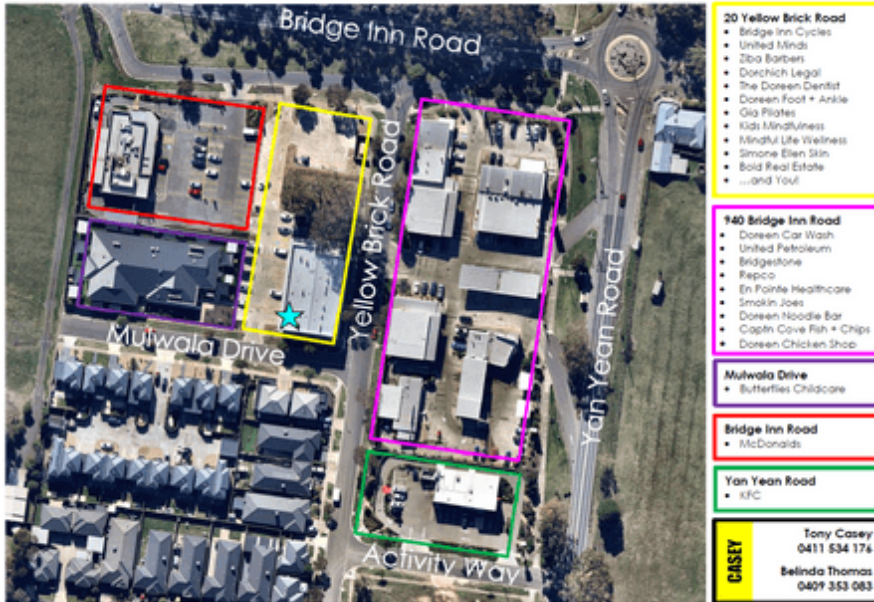 Bridge Inn Road
Yellow Brick Road
Mulwala Drive
Yan Yean Road
Activity Way
20 Yellow Brick Road
• Bridge Inn Cycles
• United Minds
• Ziba Barbers
• Dorchich Legal
• The Doreen Dentist
• Doreen Foot + Ankle
• Gia Pilates
• Kids Mindfulness
• Mindful Life Wellness
• Simone Ellen Skin
• Bold Real Estate
• ...and You!
940 Bridge Inn Road
• Doreen Car Wash
• United Petroleum
• Bridgestone
• Repco
• En Pointe Healthcare
• Smokin Joes
• Doreen Noodle Bar
• Captn Cove Fish + Chips
• Doreen Chicken Shop
Mulwala Drive
• Butterflies Childcare
Bridge Inn Road
• McDonalds
Yan Yean Road
• KFC
CASEY
Tony Casey
0411 534 176
Belinda Thomas
0409 353 083